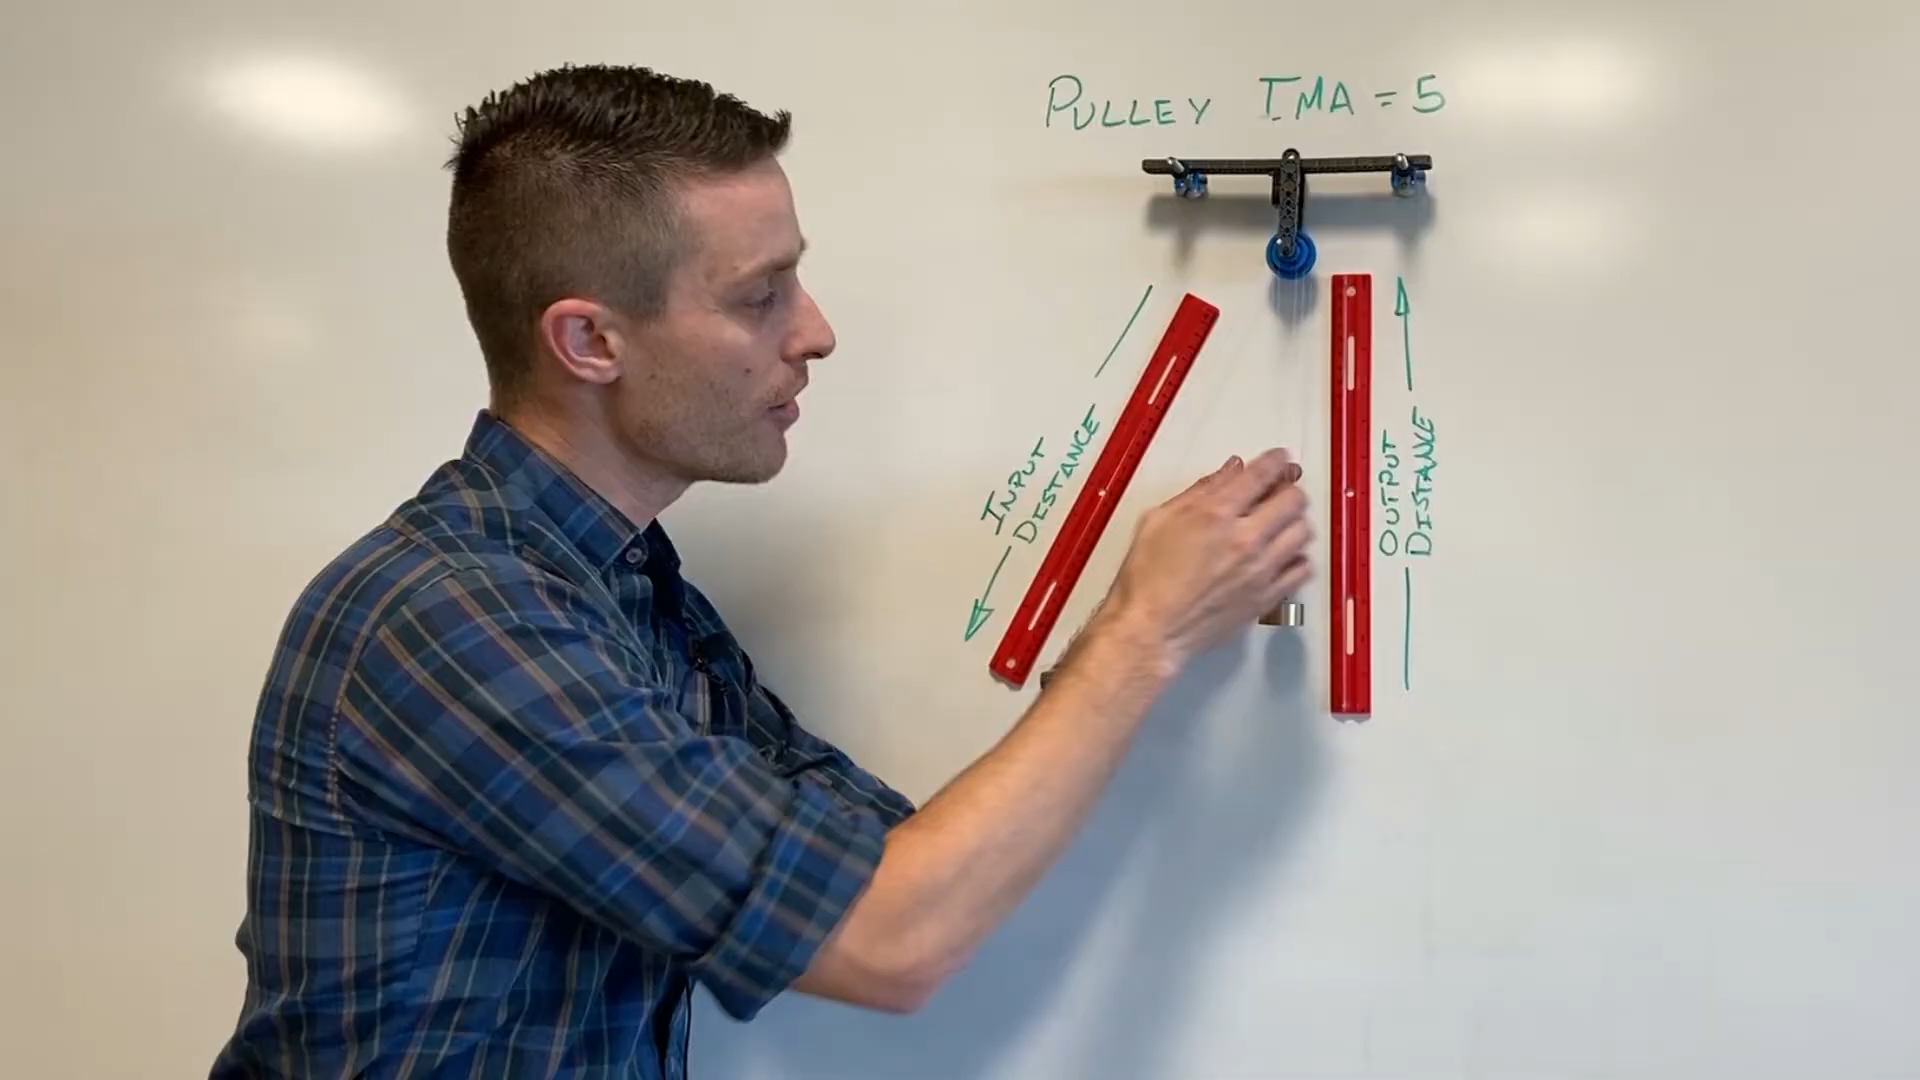 PULLEY IMA = 5
INPUT
DISTANCE
OUTPUT
DISTANCE